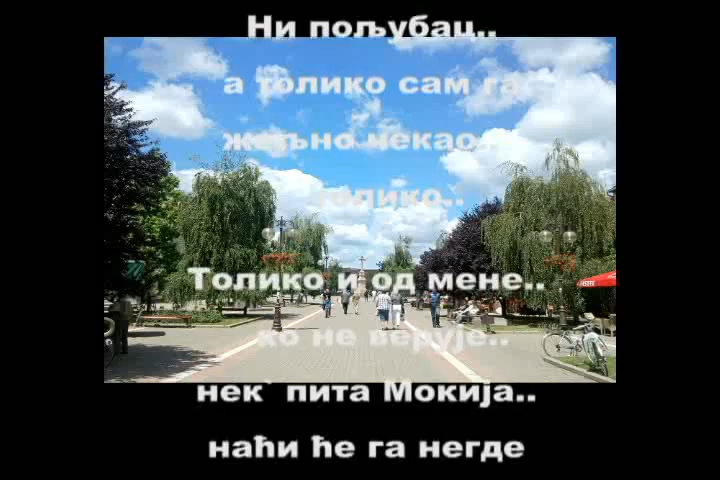 Ни пољубац..
а толико сам га
жељно чекао..
толико..
Толико и од мене..
ко не верује..
нек` пита Мокија..
наћи ће га негде